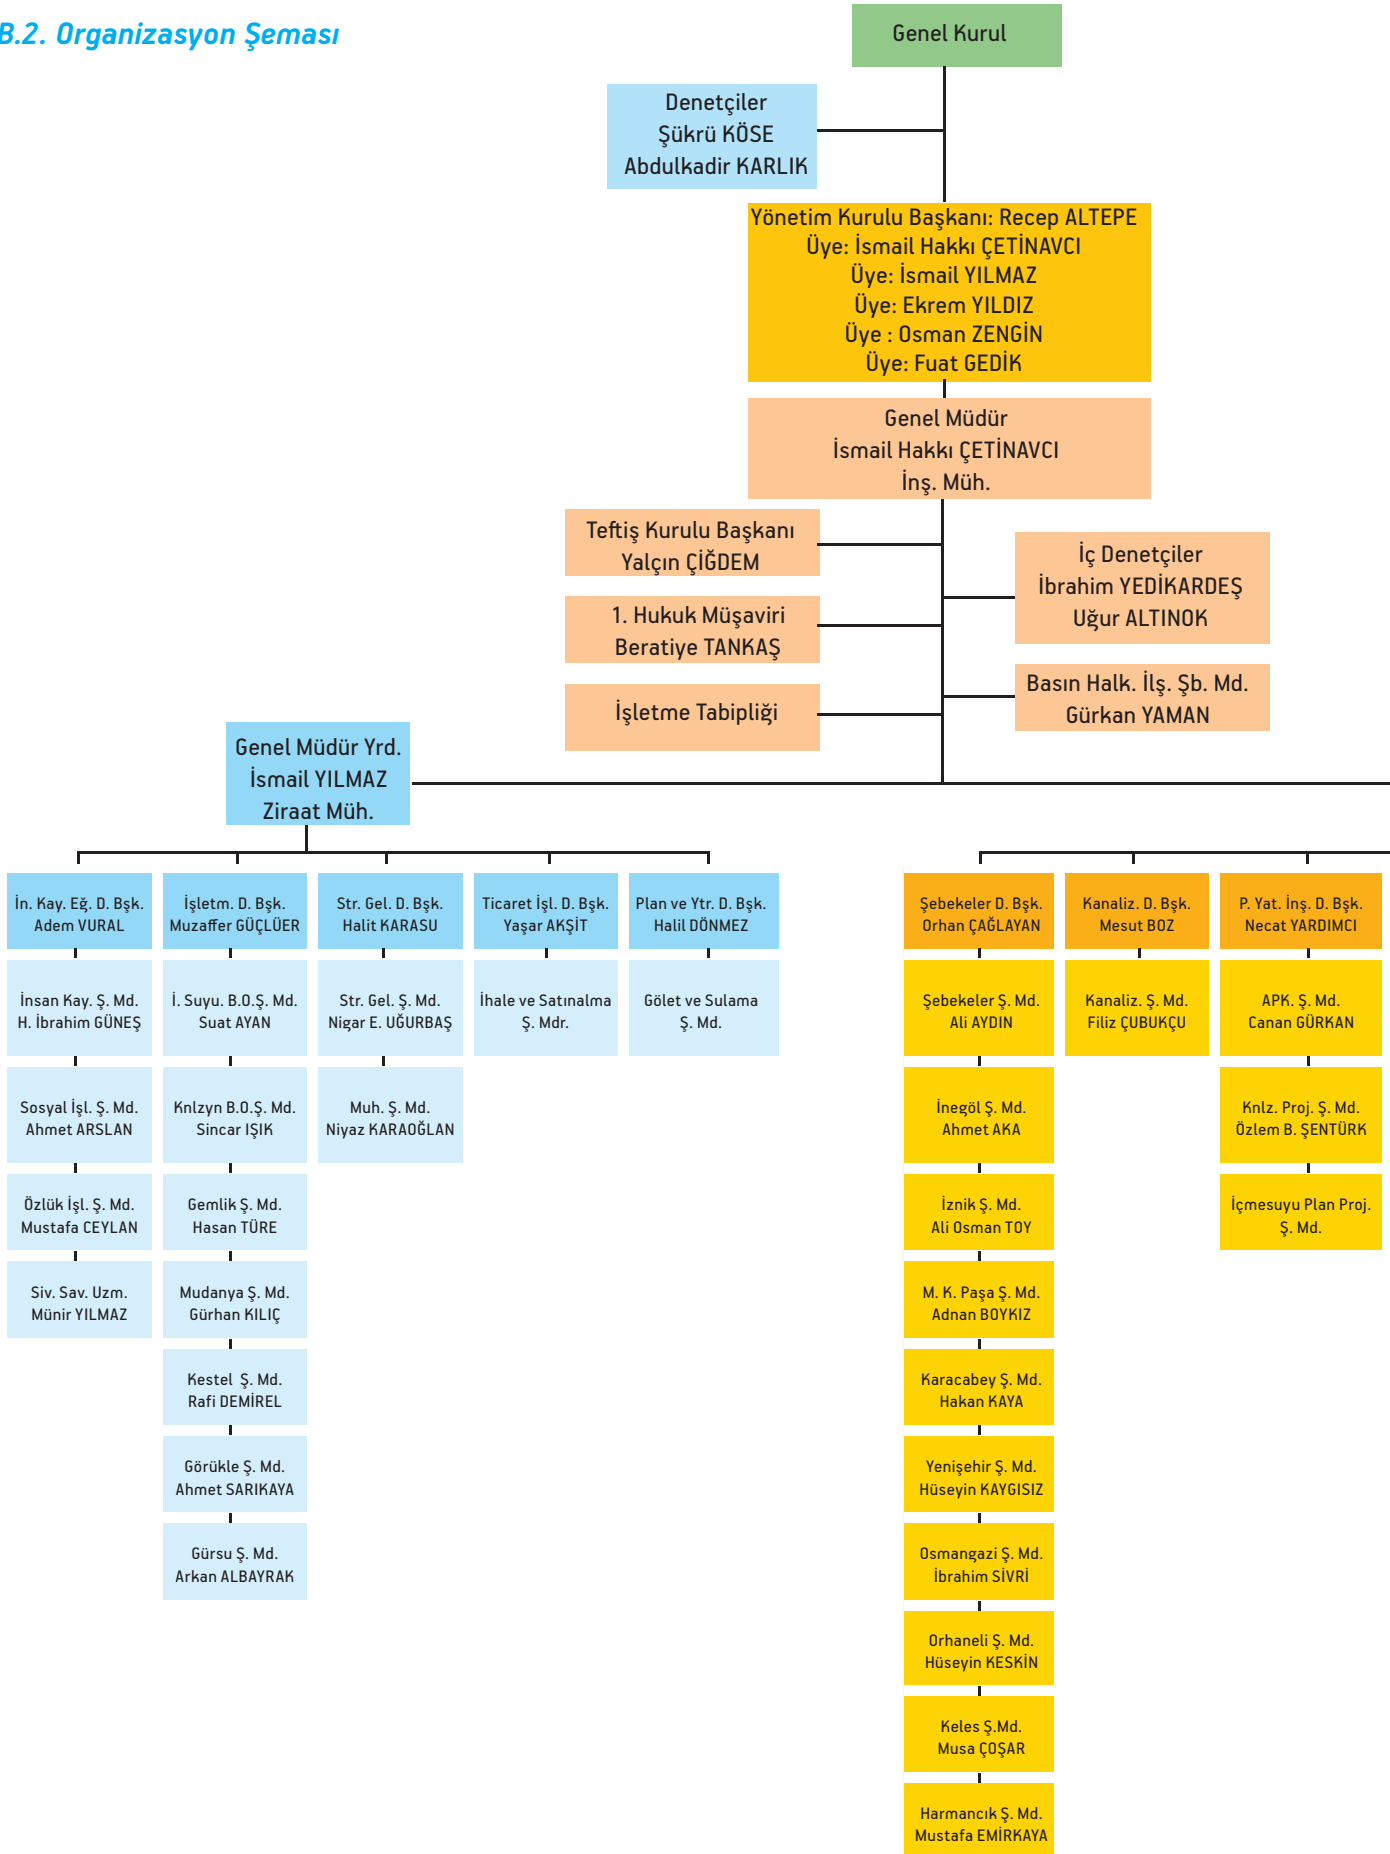 B.2. Organizasyon Şeması
Genel Kurul
Denetçiler
Şükrü KÖSE
Abdulkadir KARLIK
Yönetim Kurulu Başkanı: Recep ALTEPE
Üye: İsmail Hakkı ÇETİNAVCI
Üye: İsmail YILMAZ
Üye: Ekrem YILDIZ
Üye : Osman ZENGİN
Üye: Fuat GEDİK
Genel Müdür
İsmail Hakkı ÇETİNAVCI
İnş. Müh.
Teftiş Kurulu Başkanı
Yalçın ÇİĞDEM
İç Denetçiler
İbrahim YEDİKARDEŞ
Uğur ALTINOK
1. Hukuk Müşaviri
Beratiye TANKAŞ
İşletme Tabipliği
Basın Halk. İlş. Şb. Md.
Gürkan YAMAN
Genel Müdür Yrd.
İsmail YILMAZ
Ziraat Müh.
İn. Kay. Eğ. D. Bşk.
Adem VURAL
İnsan Kay. Ş. Md.
H. İbrahim GÜNEŞ
Sosyal İşl. Ş. Md.
Ahmet ARSLAN
Özlük İşl. Ş. Md.
Mustafa CEYLAN
Siv. Sav. Uzm.
Münir YILMAZ
İşletm. D. Bşk.
Muzaffer GÜÇLÜER
İ. Suyu. B.O.Ş. Md.
Suat AYAN
Knlzyn B.O.Ş. Md.
Sincar IŞIK
Gemlik Ş. Md.
Hasan TÜRE
Mudanya Ş. Md.
Gürhan KILIÇ
Kestel Ş. Md.
Rafi DEMİREL
Görükle Ş. Md.
Ahmet SARIKAYA
Gürsu Ş. Md.
Arkan ALBAYRAK
Str. Gel. D. Bşk.
Halit KARASU
Str. Gel. Ş. Md.
Nigar E. UĞURBAŞ
Muh. Ş. Md.
Niyaz KARAOĞLAN
Ticaret İşl. D. Bşk.
Yaşar AKŞİT
İhale ve Satınalma
Ş. Mdr.
Plan ve Ytr. D. Bşk.
Halil DÖNMEZ
Gölet ve Sulama
Ş. Md.
Şebekeler D. Bşk.
Orhan ÇAĞLAYAN
Şebekeler Ş. Md.
Ali AYDIN
İnegöl Ş. Md.
Ahmet AKA
İznik Ş. Md.
Ali Osman TOY
M. K. Paşa Ş. Md.
Adnan BOYKIZ
Karacabey Ş. Md.
Hakan KAYA
Yenişehir Ş. Md.
Hüseyin KAYGISIZ
Osmangazi Ş. Md.
İbrahim SİVRİ
Orhaneli Ş. Md.
Hüseyin KESKİN
Keles Ş.Md.
Musa ÇOŞAR
Harmancık Ş. Md.
Mustafa EMİRKAYA
Kanaliz. D. Bşk.
Mesut BOZ
Kanaliz. Ş. Md.
Filiz ÇUBUKÇU
P. Yat. İnş. D. Bşk.
Necat YARDIMCI
APK. Ş. Md.
Canan GÜRKAN
Knlz. Proj. Ş. Md.
Özlem B. ŞENTÜRK
İçmesuyu Plan Proj.
Ş. Md.